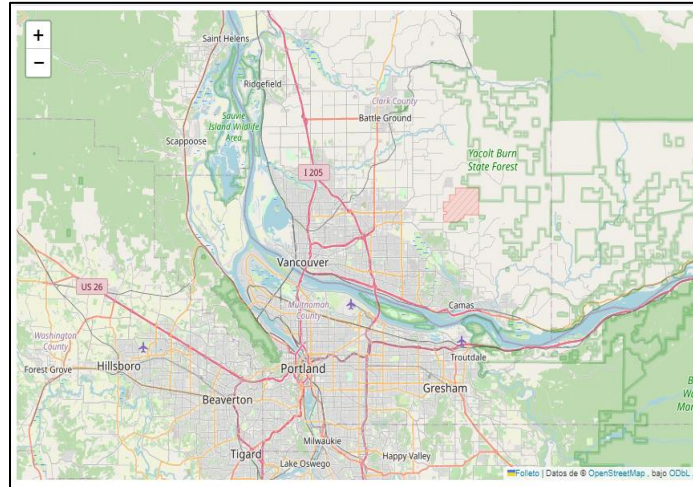 +
−
Saint Helens
Ridgefield
Clark County
Battle Ground
Sauvie
Island Wildlife
Area
Scappoose
Yacolt Burn
State Forest
I 205
Vancouver
US 26
Multnomah
County
Camas
Washington
County
Hillsboro
Forest Grove
Portland
Troutdale
Beaverton
Gresham
Milwaukie
Tigard
Lake Oswego
Happy Valley
Folleto | Datos de © OpenStreetMap , bajo ODbL .